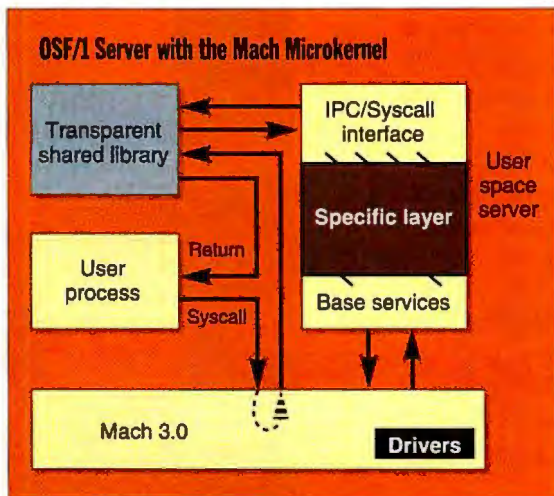 OSF/1 Server with the Mach Microkernel
Transparent
shared library
IPC/Syscall
interface
User
space
server
Specific layer
User
process
Return
Syscall
Base services
Mach 3.0
Drivers